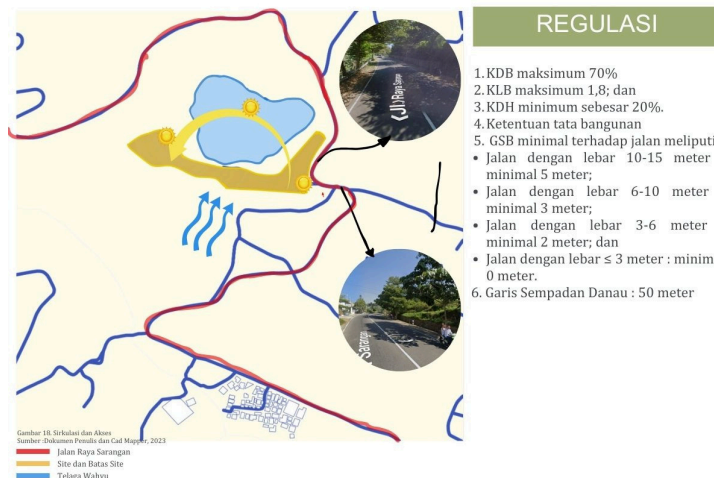 REGULASI
1. KDB maksimum 70%
2. KLB maksimum 1,8; dan
3. KDH minimum sebesar 20%.
4. Ketentuan tata bangunan
5. GSB minimal terhadap jalan meliputi
• Jalan dengan lebar 10-15 meter
minimal 5 meter;
• Jalan dengan lebar 6-10 meter
minimal 3 meter;
• Jalan dengan lebar 3-6 meter
minimal 2 meter; dan
• Jalan dengan lebar ≤ 3 meter : minim
0 meter.
6. Garis Sempadan Danau : 50 meter
Jl Raya
Sarangan
Gambar 18. Sirkulasi dan Akses
Sumber :Dokumen Penulis dan Cad Mapper, 2023
Jalan Raya Sarangan
Site dan Batas Site
Telaga Wahyu